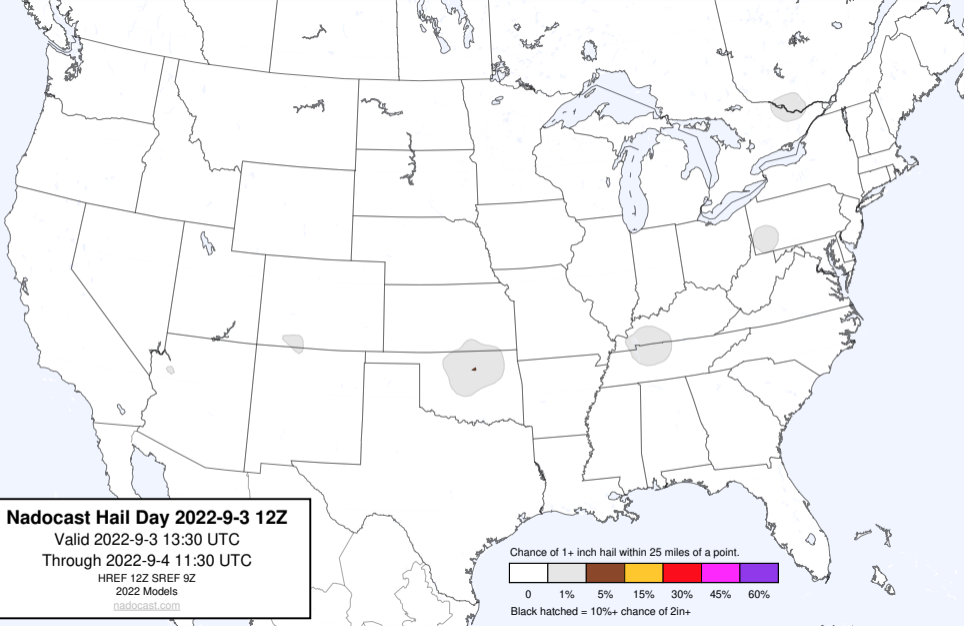 Nadocast Hail Day 2022-9-3 12Z
Valid 2022-9-3 13:30 UTC
Through 2022-9-4 11:30 UTC
HREF 12Z SREF 9Z
2022 Models
nadocast.com
Chance of 1+ inch hail within 25 miles of a point.
0 1% 5% 15% 30% 45% 60%
Black hatched = 10%+ chance of 2in+